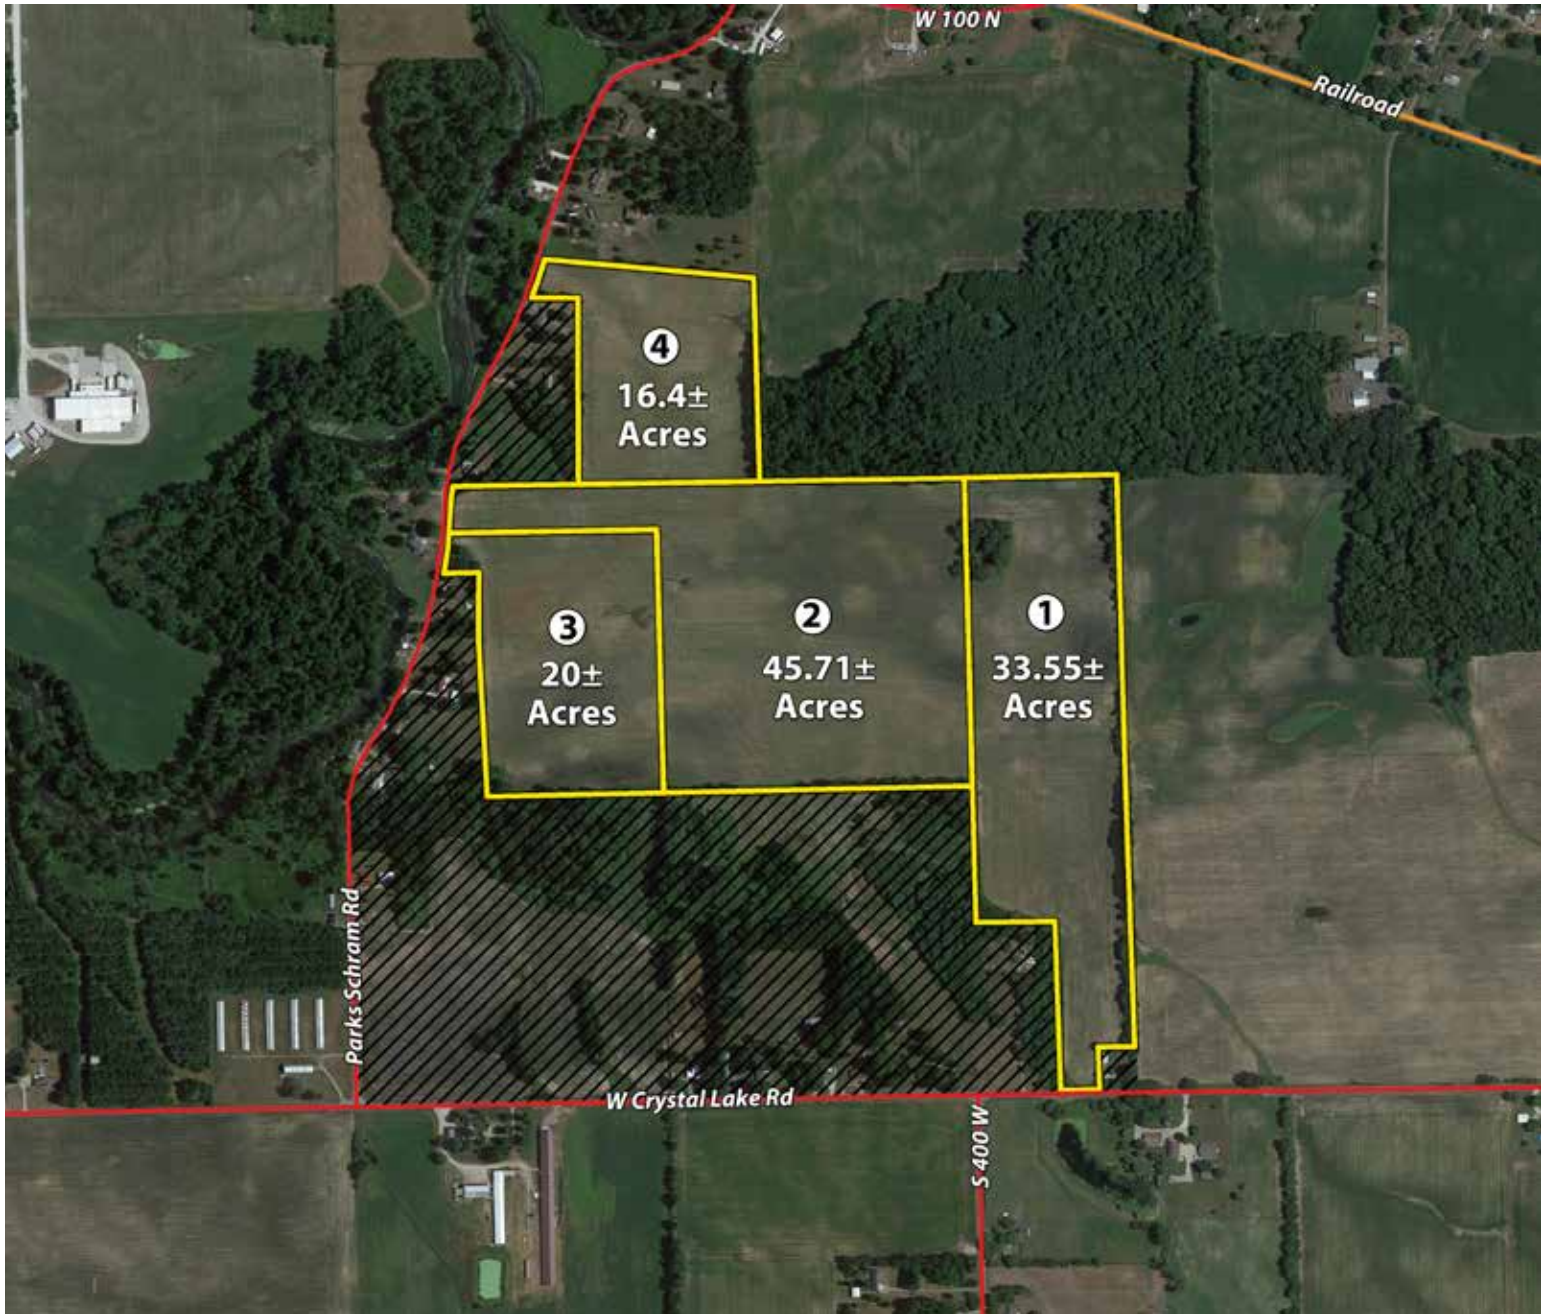 W 100 N
Railroad
4
16.4±
Acres
3
20±
Acres
2
45.71±
Acres
1
33.55±
Acres
Parks Schram Rd
W Crystal Lake Rd
S 400 W